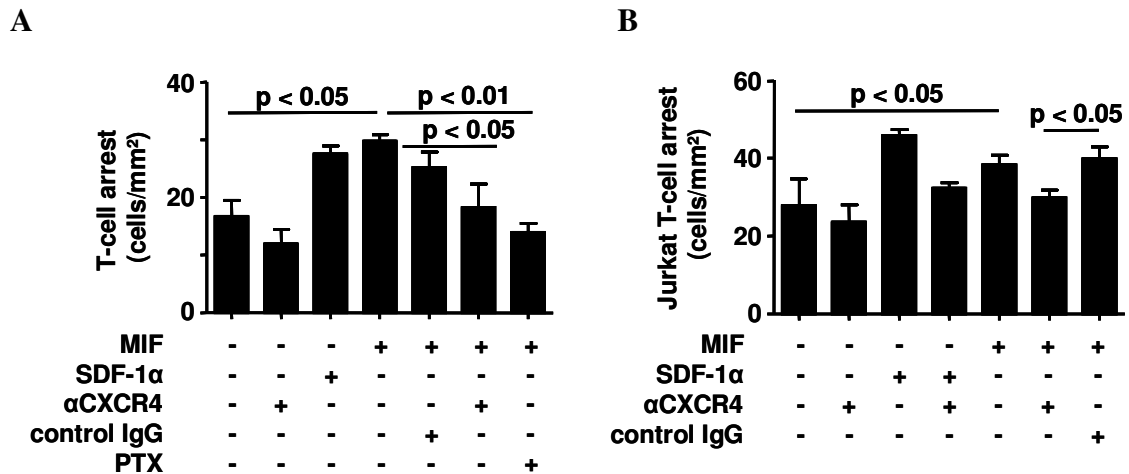 A
B
40
p < 0.05
p < 0.01
p < 0.05
20
0
T-cell arrest
(cells/mm²)
MIF - - - + + + +
SDF-1α - - + - - - -
αCXCR4 - + - - - + -
control IgG - - - - + - -
PTX - - - - - - +
60
p < 0.05
p < 0.05
40
20
0
Jurkat T-cell arrest
(cells/mm²)
MIF - - - - + + +
SDF-1α - - + + - - -
αCXCR4 - + - + - + -
control IgG - - - - - - +